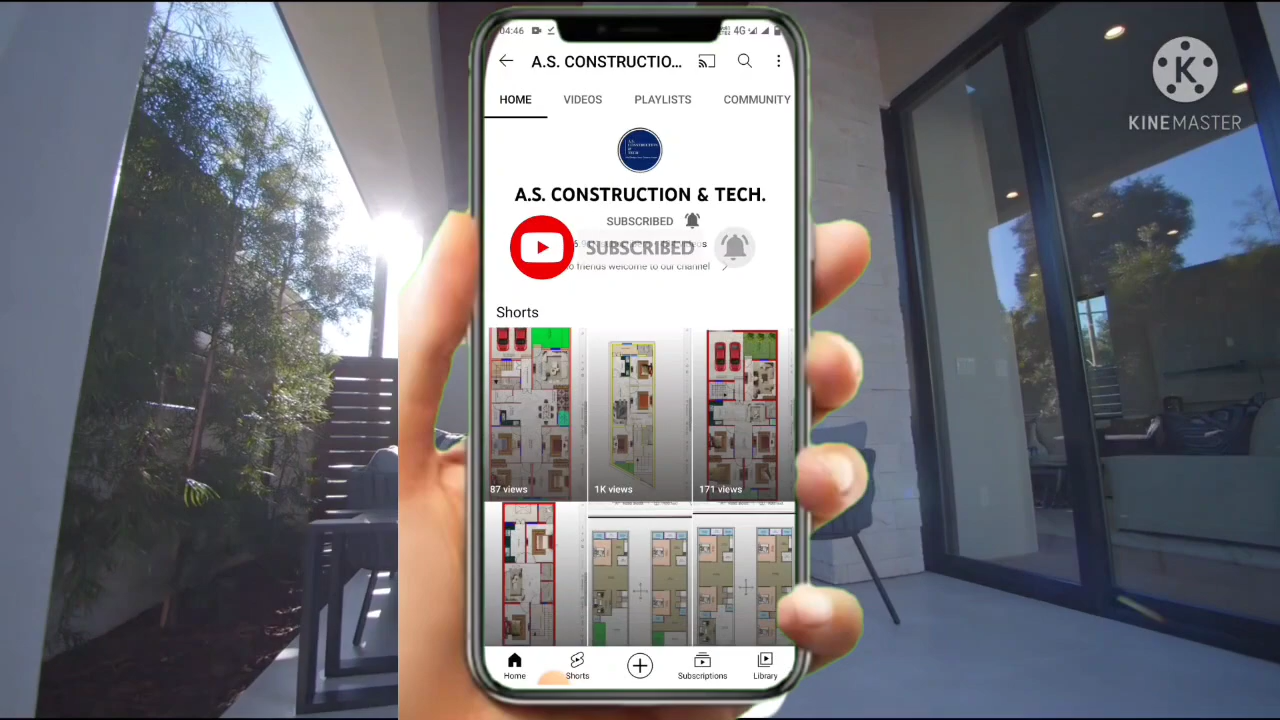 04:46
4G
A.S. CONSTRUCTIO...
HOME VIDEOS PLAYLISTS COMMUNITY
A.S. CONSTRUCTION & TECH.
SUBSCRIBED
SUBSCRIBED
friends welcome to our channel
Shorts
87 views 1K views 171 views
Home Shorts Subscriptions Library
K
KINEMASTER